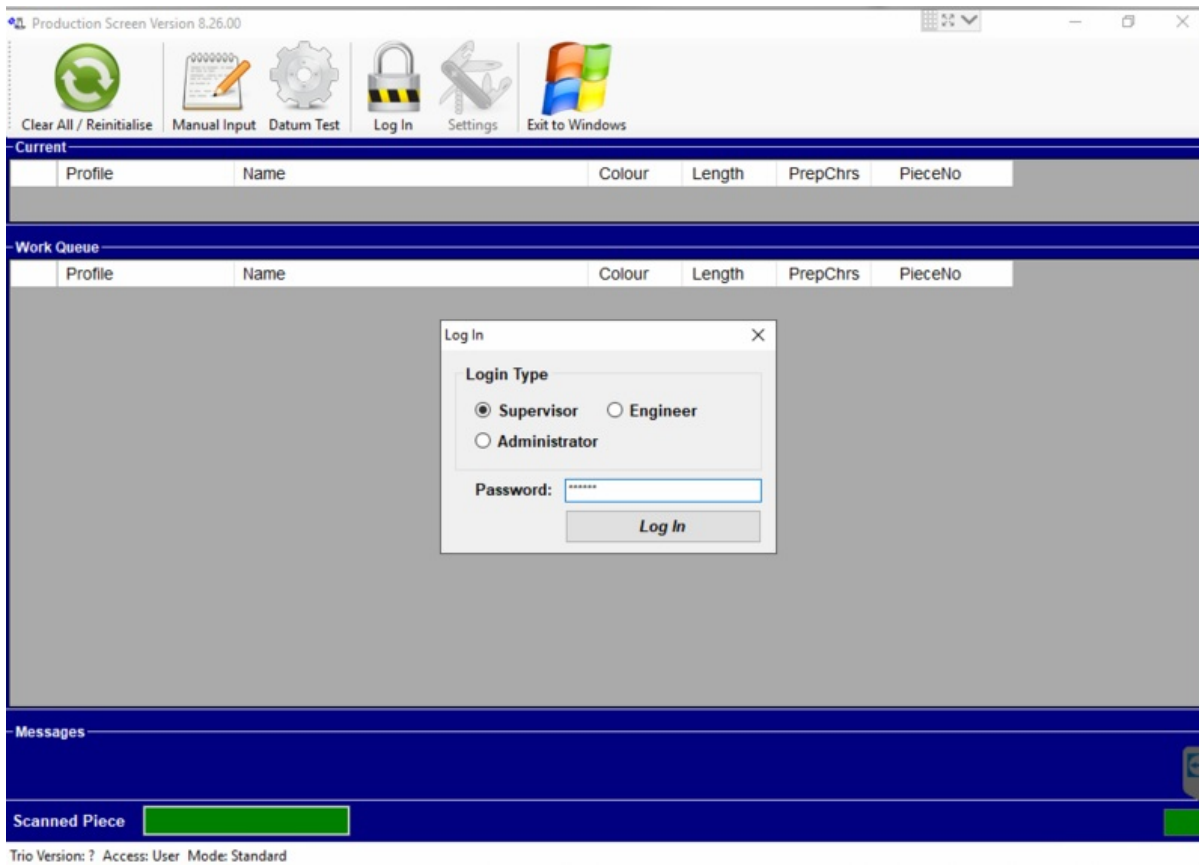 Production Screen Version 8.26.00
Clear All / Reinitialise Manual Input Datum Test Log In Settings Exit to Windows
Current
Profile Name Colour Length PrepChrs PieceNo
Work Queue
Profile Name Colour Length PrepChrs PieceNo
Log In
Login Type
Supervisor Engineer
Administrator
Password: ******
Log In
Messages
Scanned Piece
Trio Version: ? Access: User Mode: Standard